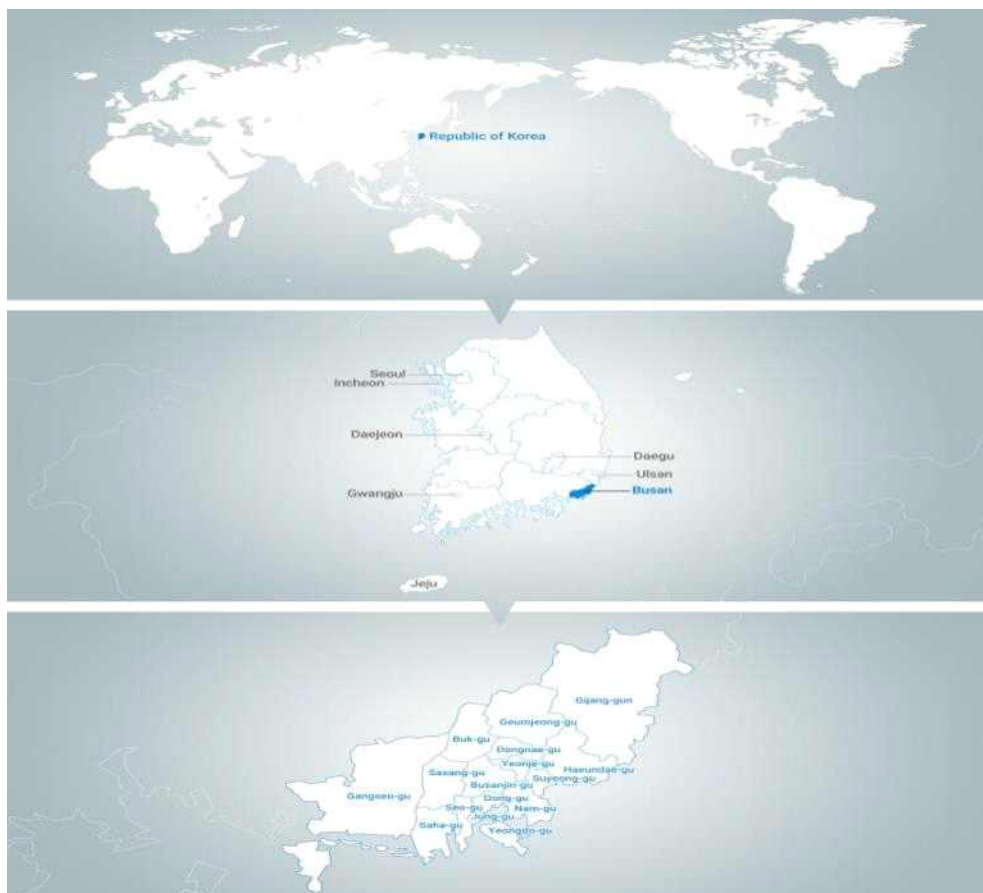 Republic of Korea
Seoul
Incheon
Daejeon
Daegu
Ulsan
Gwangju
Busan
Jeju
Gijang-gun
Geumjeong-gu
Buk-gu
Dongnae-gu
Yeonje-gu
Haeundae-gu
Sasang-gu
Suyeong-gu
Busanjin-gu
Gangseo-gu
Dong-gu
Seo-gu
Nam-gu
Jung-gu
Saha-gu
Yeongdo-gu